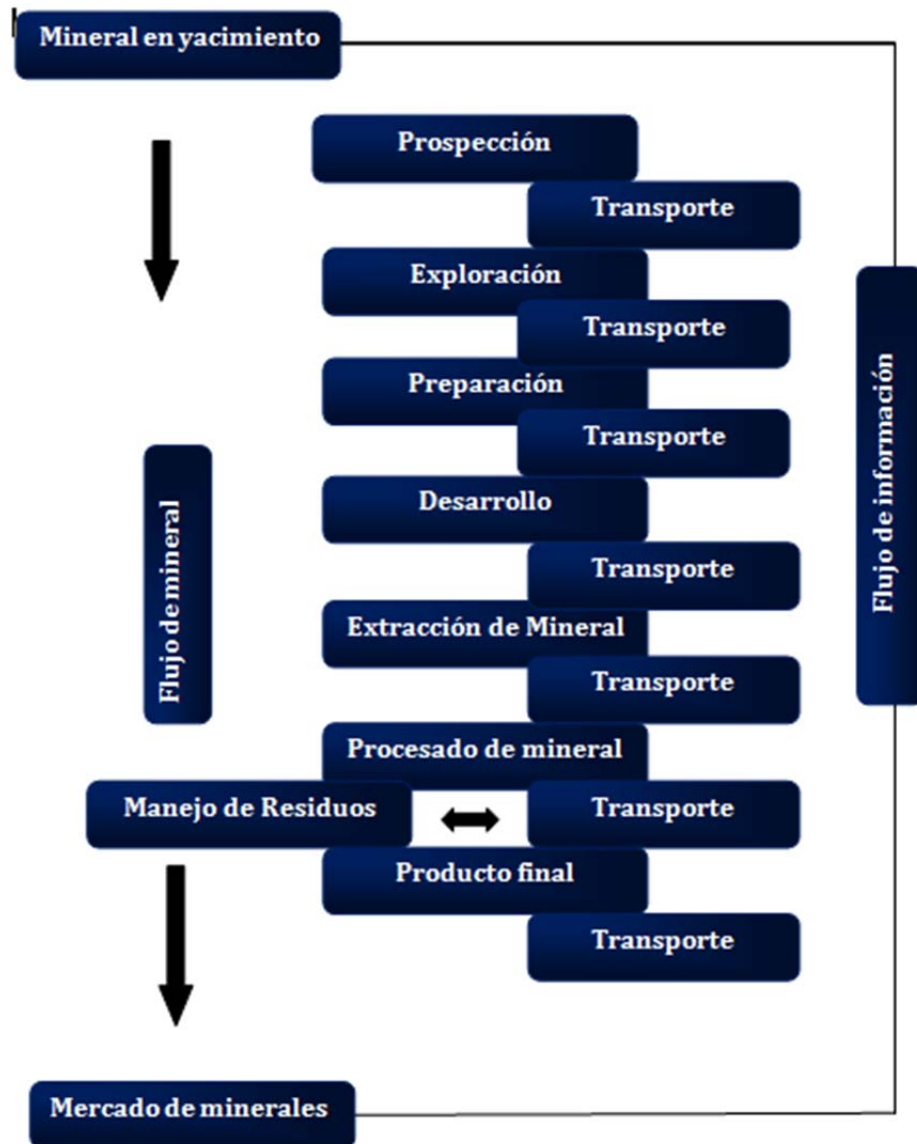 Mineral en yacimiento
Prospección
Transporte
Exploración
Transporte
Preparación
Transporte
Desarrollo
Transporte
Extracción de Mineral
Transporte
Procesado de mineral
Manejo de Residuos
Transporte
Producto final
Transporte
Mercado de minerales
Flujo de mineral
Flujo de información